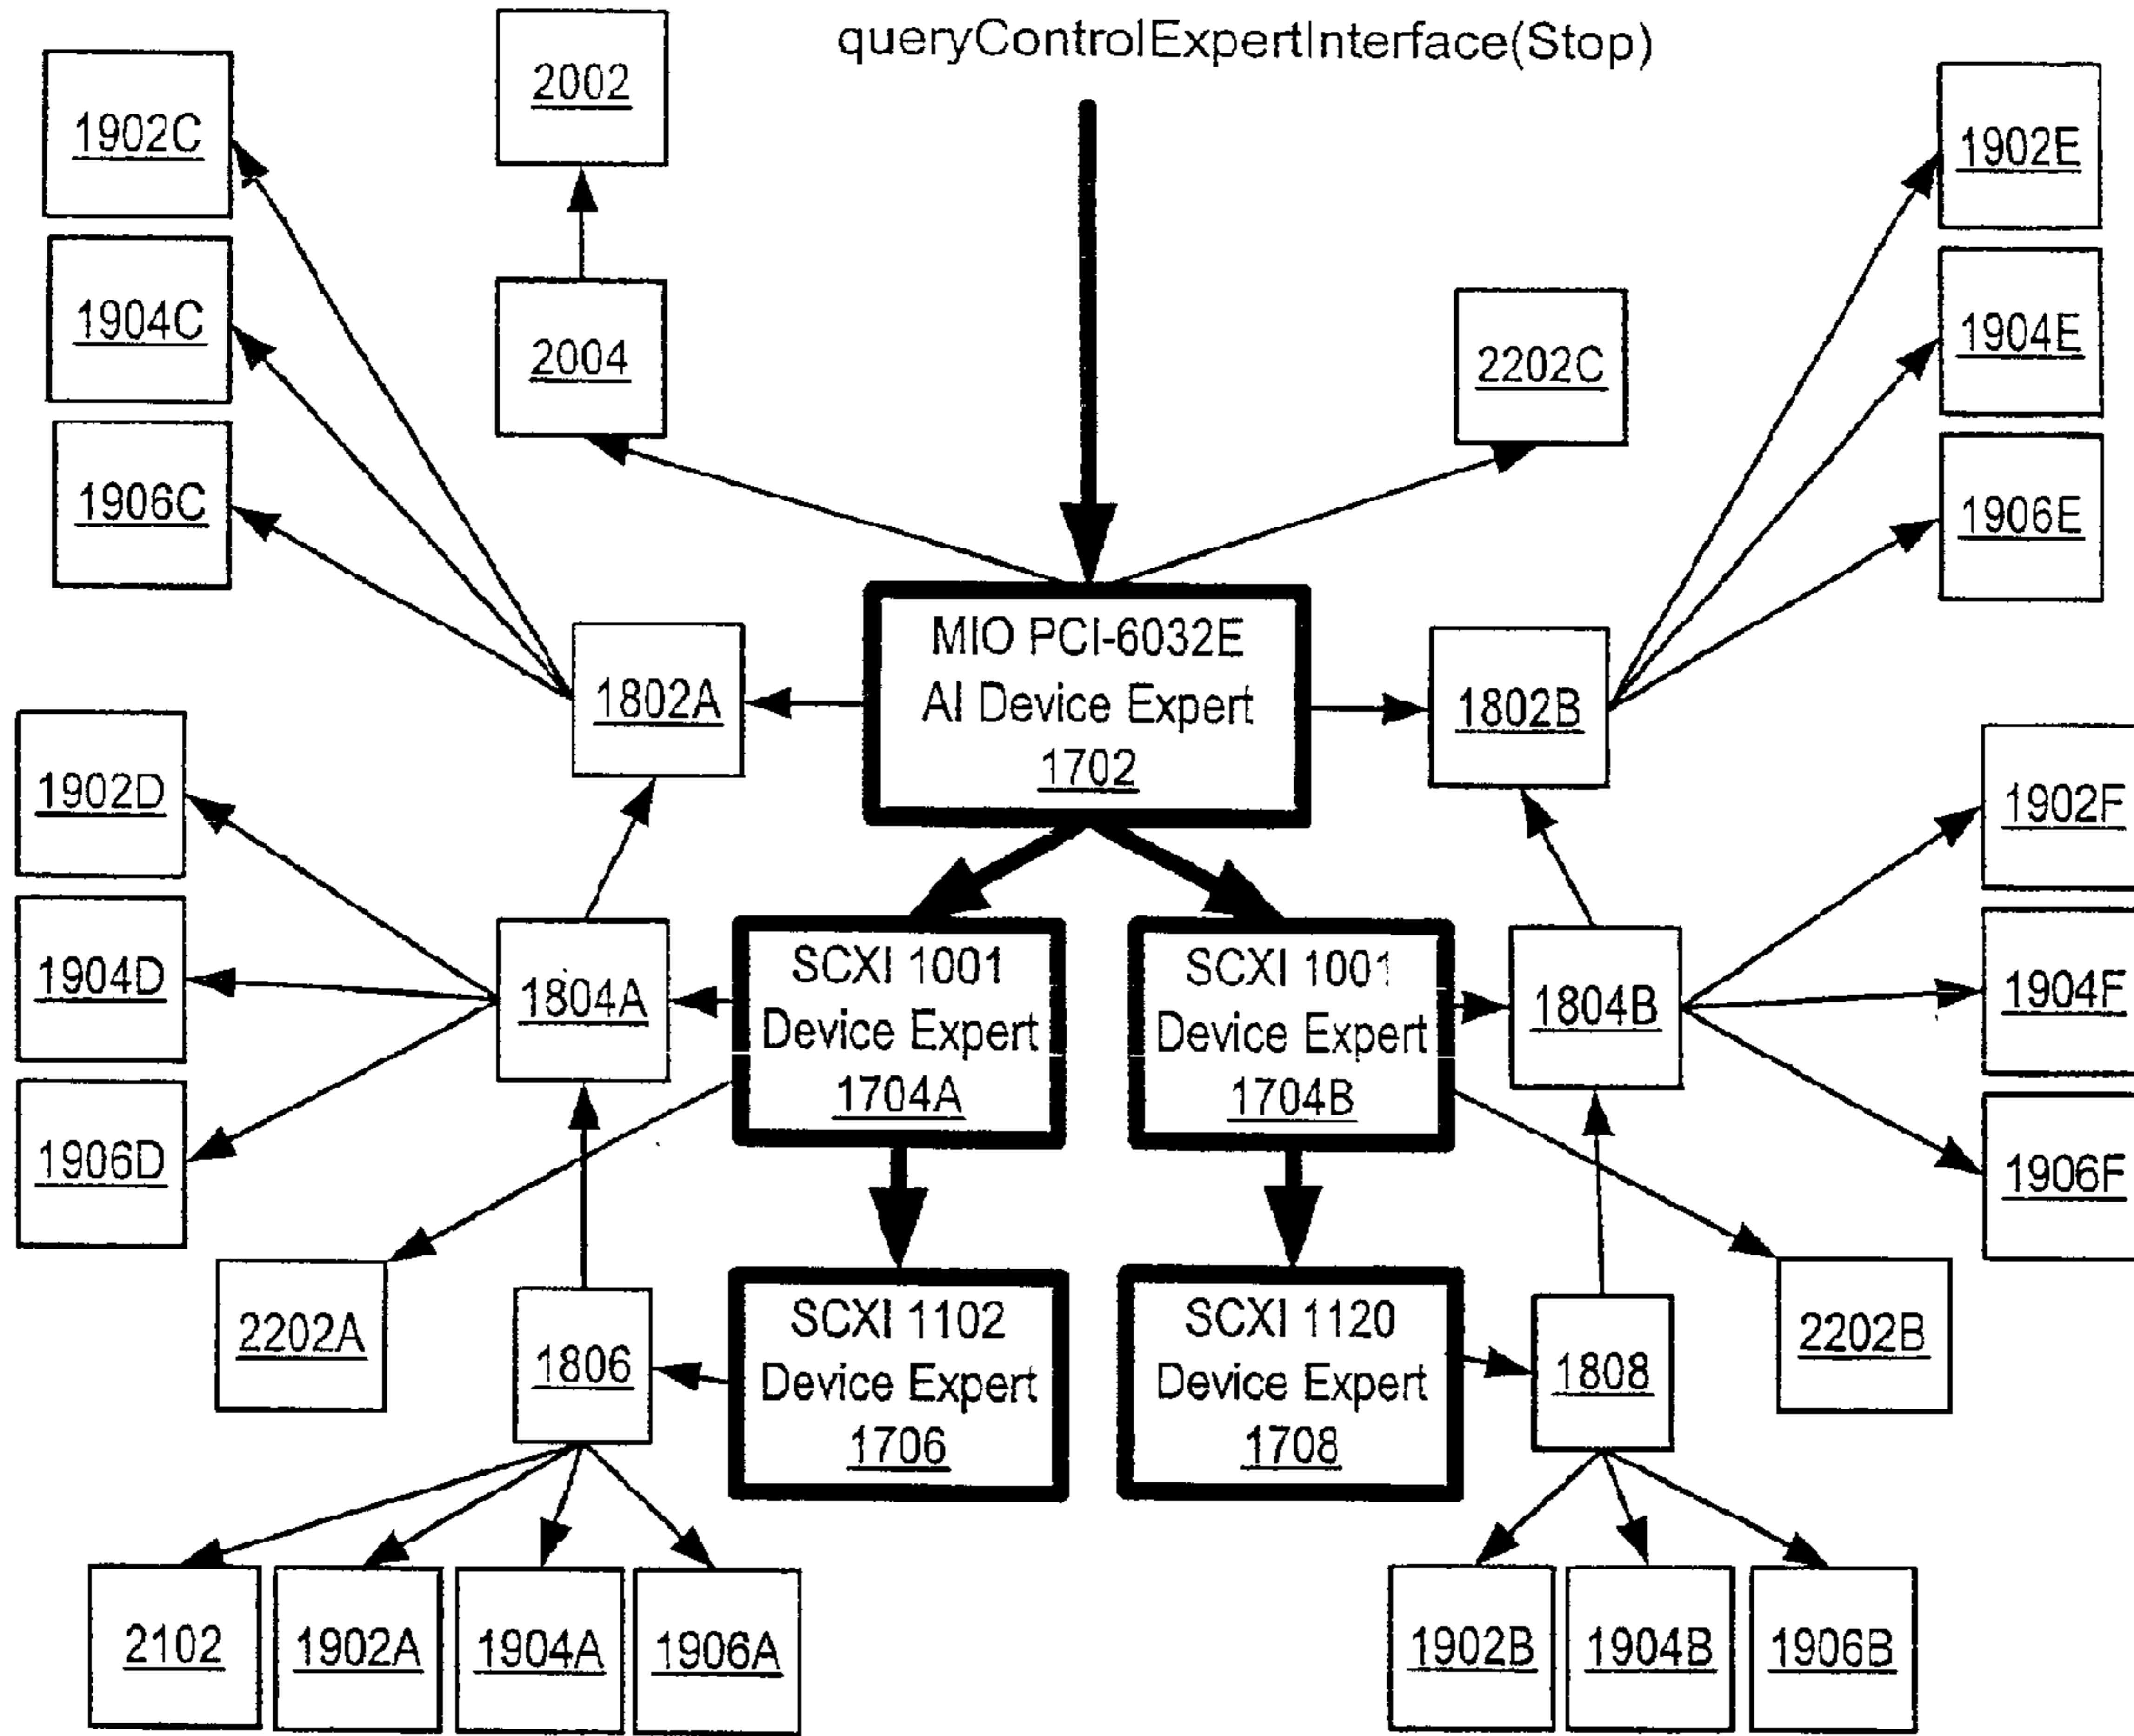 queryControlExpertInterface(Stop)
2002
1902C
1902E
1904C
2004
2202C
1904E
1906C
1906E
MIO PCI-6032E
AI Device Expert
1702
1802A
1802B
1902D
1902F
1904D
1804A
SCXI 1001
Device Expert
1704A
SCXI 1001
Device Expert
1704B
1804B
1904F
1906D
1906F
2202A
1806
SCXI 1102
Device Expert
1706
SCXI 1120
Device Expert
1708
1808
2202B
2102
1902A
1904A
1906A
1902B
1904B
1906B